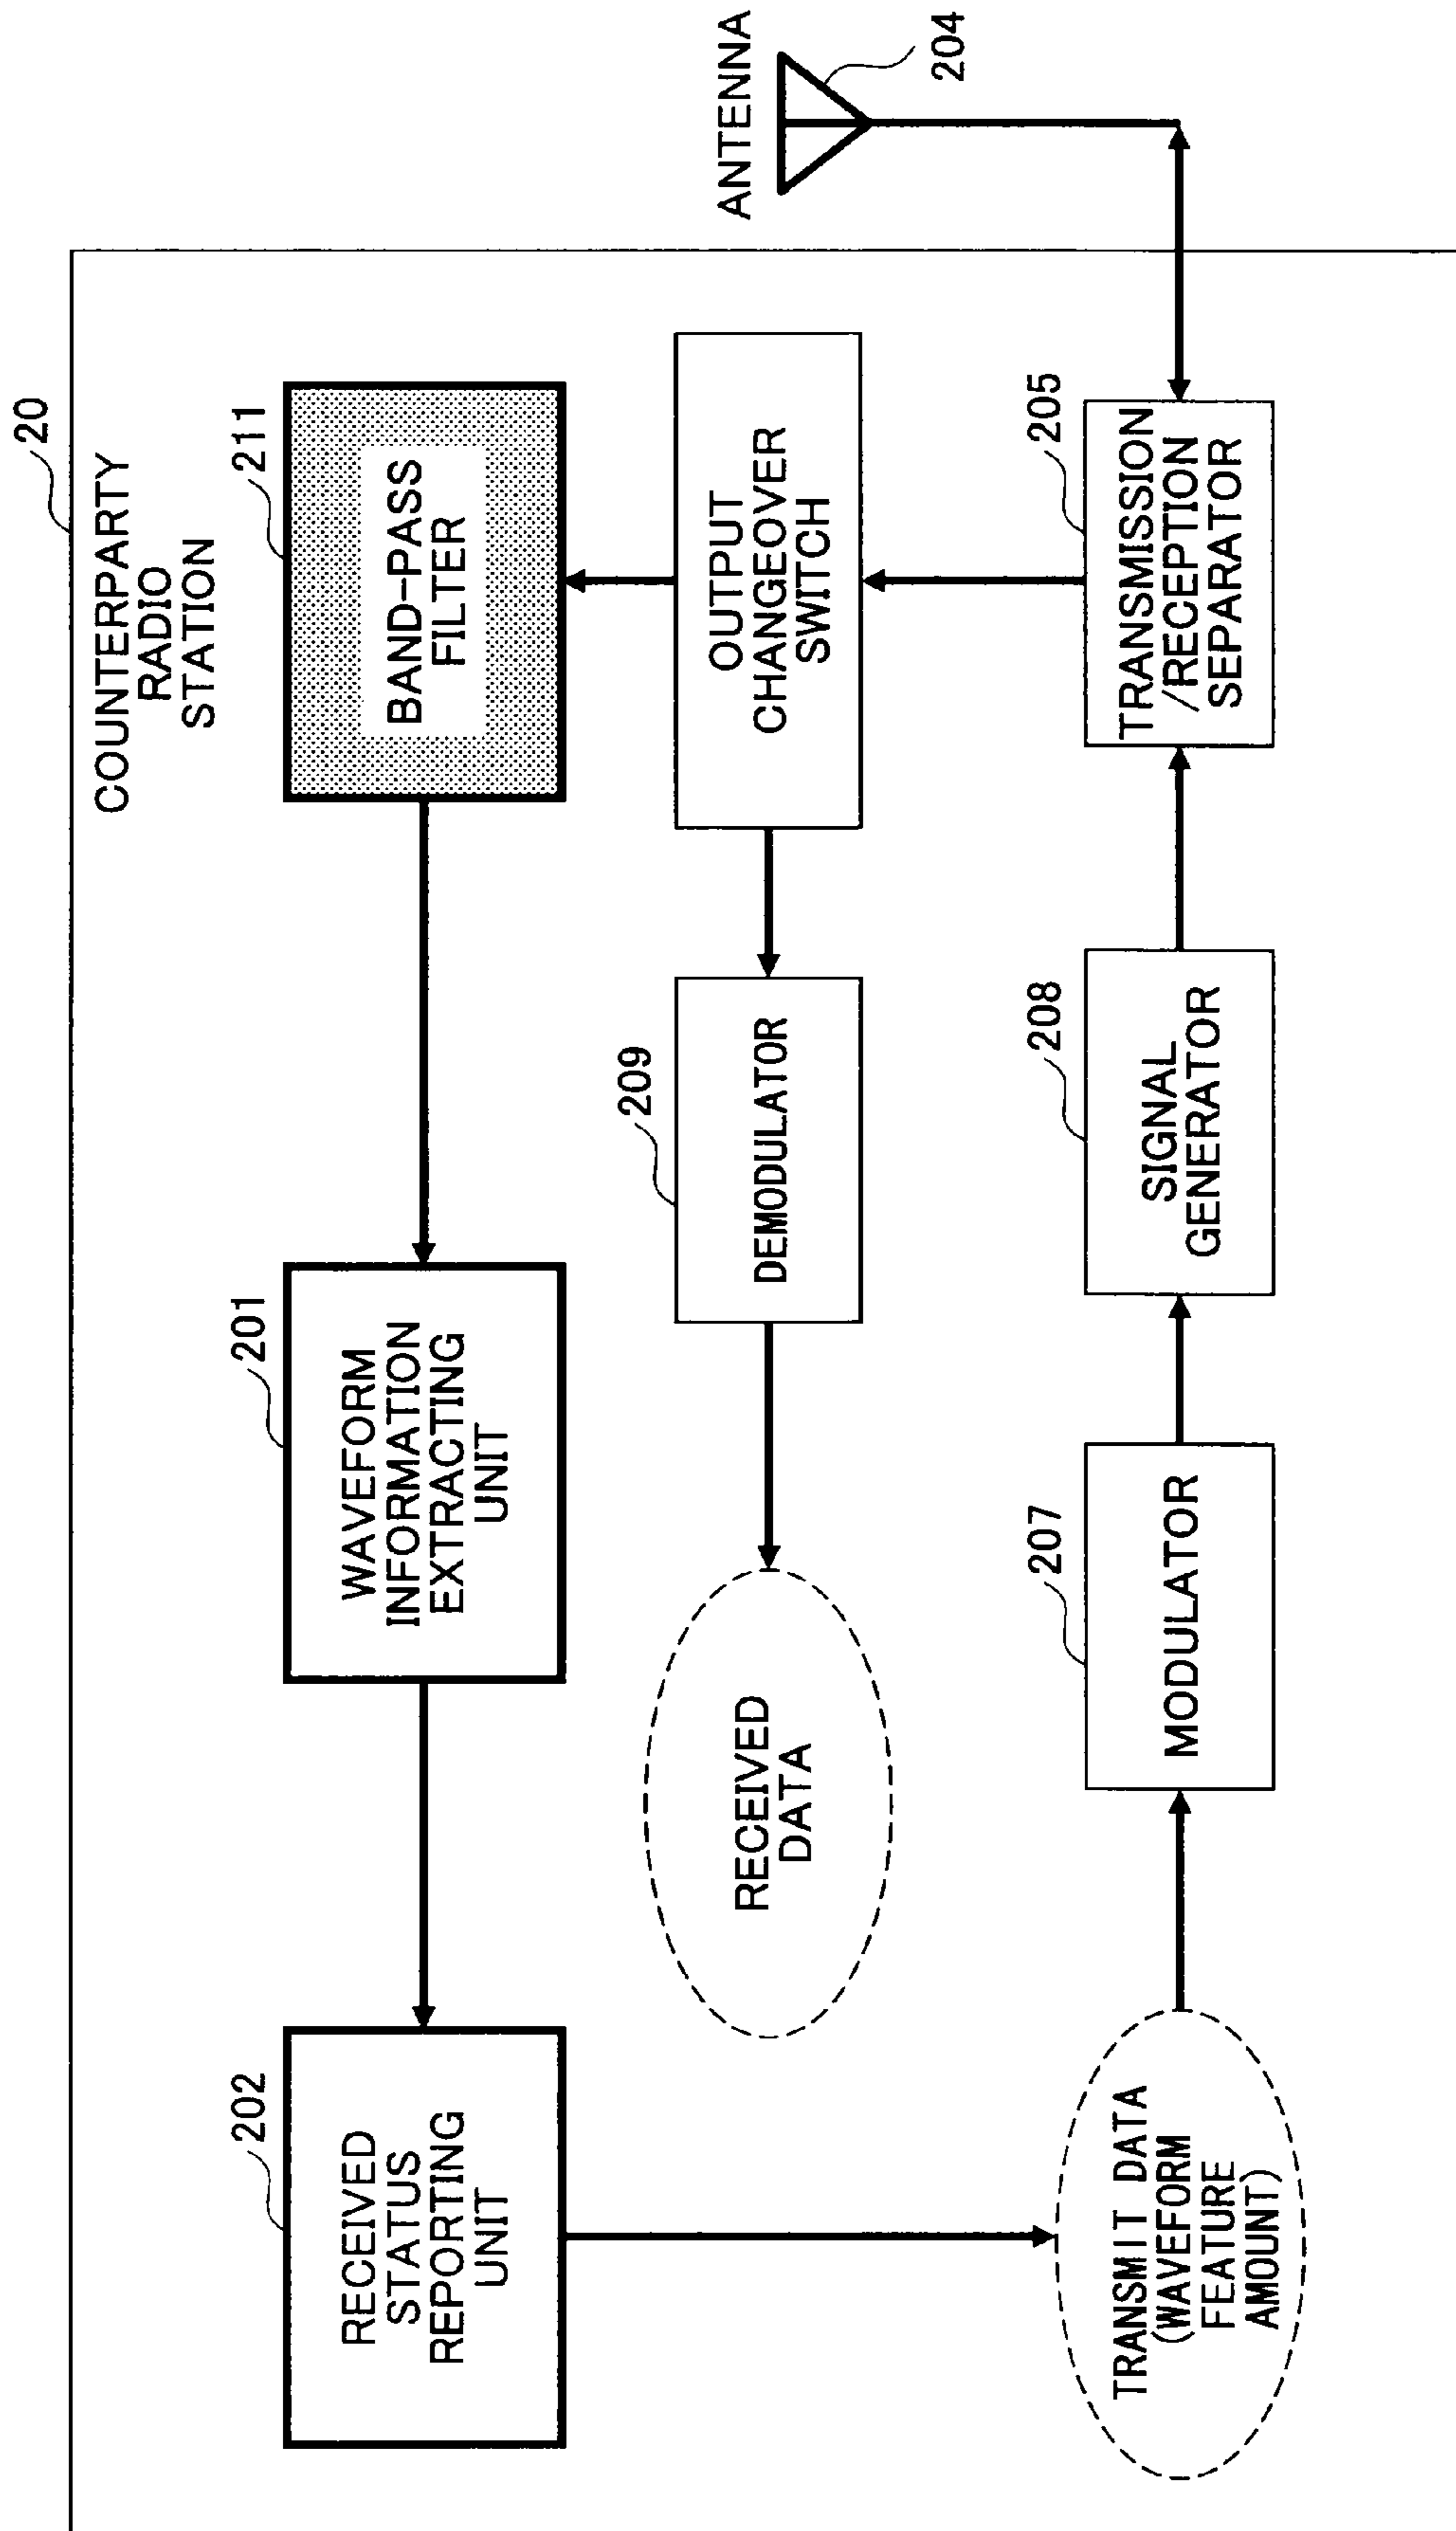 20
COUNTERPARTY
RADIO
STATION
202
RECEIVED
STATUS
REPORTING
UNIT
201
WAVEFORM
INFORMATION
EXTRACTING
UNIT
211
BAND-PASS
FILTER
RECEIVED
DATA
209
DEMODULATOR
OUTPUT
CHANGEOVER
SWITCH
ANTENNA
204
TRANSMIT DATA
(WAVEFORM
FEATURE
AMOUNT)
207
MODULATOR
208
SIGNAL
GENERATOR
205
TRANSMISSION
/RECEPTION
SEPARATOR